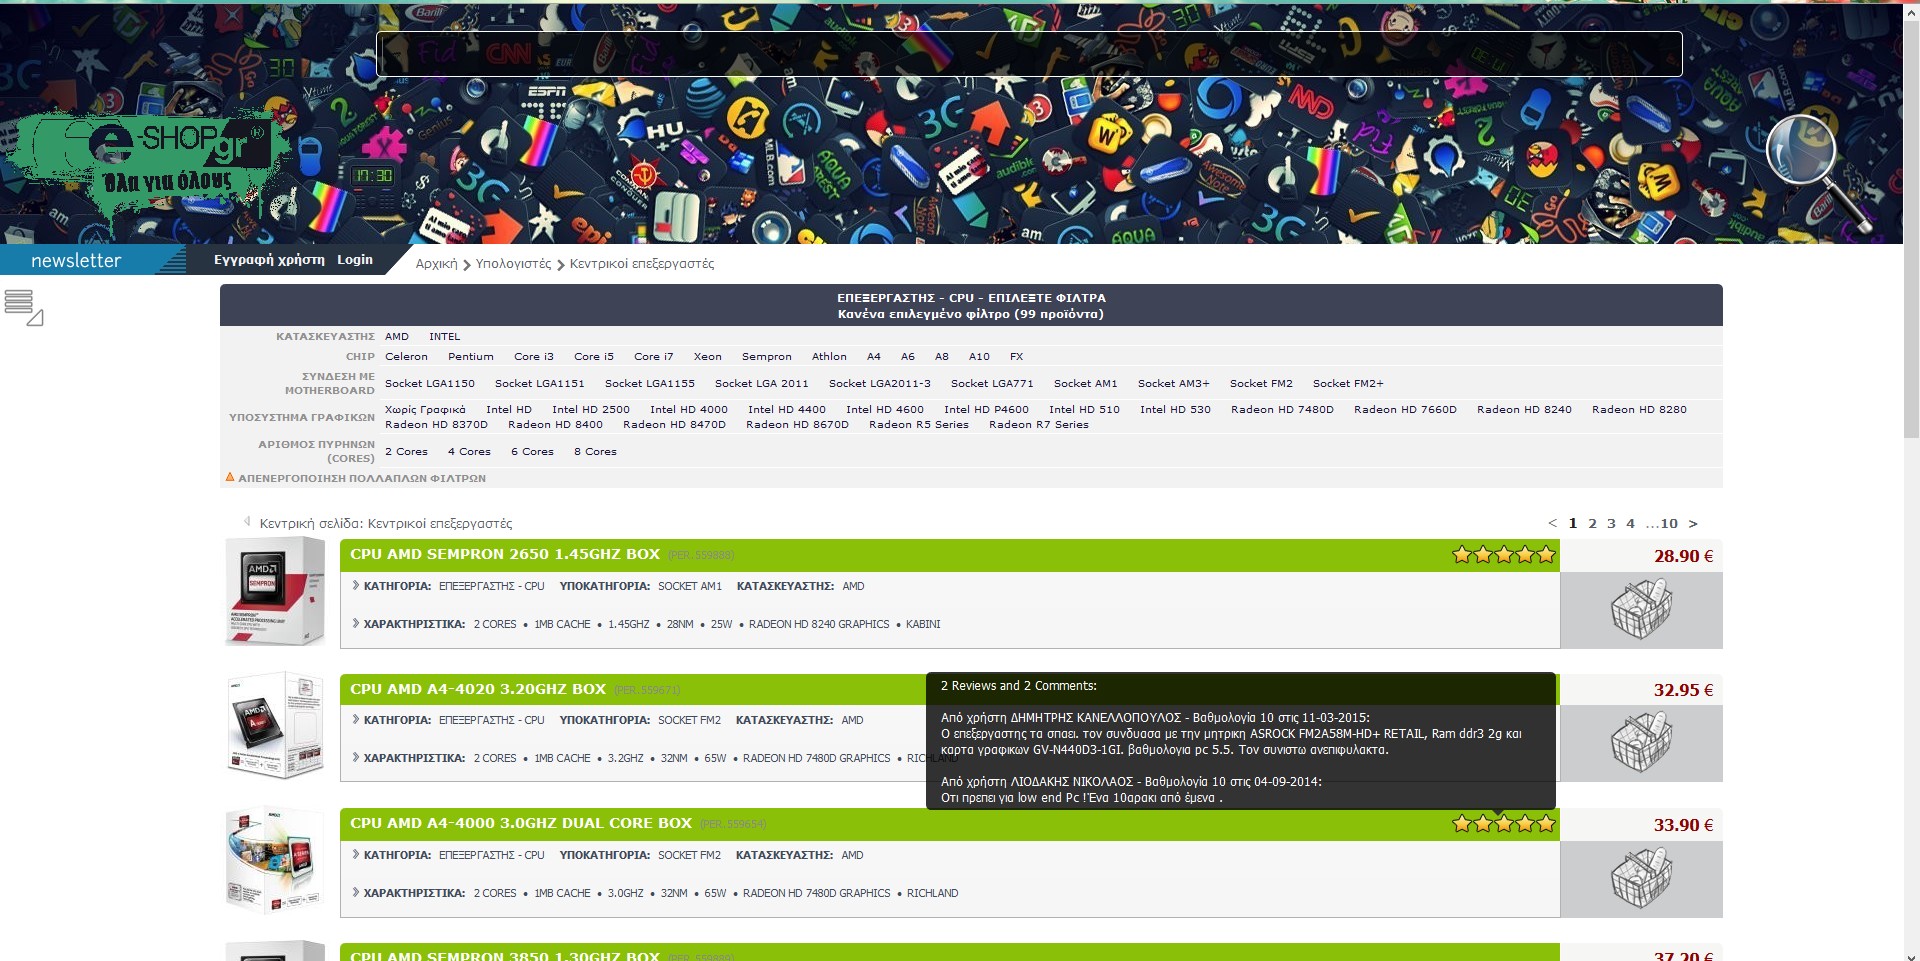 e-SHOP.gr®
Όλα για όλους
newsletter
Εγγραφή χρήστη Login
Αρχική Υπολογιστές Κεντρικοί επεξεργαστές
ΕΠΕΞΕΡΓΑΣΤΗΣ - CPU - ΕΠΙΛΕΞΤΕ ΦΙΛΤΡΑ
Κανένα επιλεγμένο φίλτρο (99 προϊόντα)
ΚΑΤΑΣΚΕΥΑΣΤΗΣ AMD INTEL
CHIP Celeron Pentium Core i3 Core i5 Core i7 Xeon Sempron Athlon A4 A6 A8 A10 FX
ΣΥΝΔΕΣΗ ΜΕ
MOTHERBOARD Socket LGA1150 Socket LGA1151 Socket LGA1155 Socket LGA 2011 Socket LGA2011-3 Socket LGA771 Socket AM1 Socket AM3+ Socket FM2 Socket FM2+
ΥΠΟΣΥΣΤΗΜΑ ΓΡΑΦΙΚΩΝ Χωρίς Γραφικά Intel HD Intel HD 2500 Intel HD 4000 Intel HD 4400 Intel HD 4600 Intel HD P4600 Intel HD 510 Intel HD 530 Radeon HD 7480D Radeon HD 7660D Radeon HD 8240 Radeon HD 8280
Radeon HD 8370D Radeon HD 8400 Radeon HD 8470D Radeon HD 8670D Radeon R5 Series Radeon R7 Series
ΑΡΙΘΜΟΣ ΠΥΡΗΝΩΝ
(CORES) 2 Cores 4 Cores 6 Cores 8 Cores
ΑΠΕΝΕΡΓΟΠΟΙΗΣΗ ΠΟΛΛΑΠΛΩΝ ΦΙΛΤΡΩΝ
Κεντρική σελίδα: Κεντρικοί επεξεργαστές < 1 2 3 4 ...10 >
CPU AMD SEMPRON 2650 1.45GHZ BOX (PER.559888) 28.90 €
ΚΑΤΗΓΟΡΙΑ: ΕΠΕΞΕΡΓΑΣΤΗΣ - CPU ΥΠΟΚΑΤΗΓΟΡΙΑ: SOCKET AM1 ΚΑΤΑΣΚΕΥΑΣΤΗΣ: AMD
ΧΑΡΑΚΤΗΡΙΣΤΙΚΑ: 2 CORES • 1MB CACHE • 1.45GHZ • 28NM • 25W • RADEON HD 8240 GRAPHICS • KABINI
CPU AMD A4-4020 3.20GHZ BOX (PER.559671) 32.95 €
ΚΑΤΗΓΟΡΙΑ: ΕΠΕΞΕΡΓΑΣΤΗΣ - CPU ΥΠΟΚΑΤΗΓΟΡΙΑ: SOCKET FM2 ΚΑΤΑΣΚΕΥΑΣΤΗΣ: AMD
ΧΑΡΑΚΤΗΡΙΣΤΙΚΑ: 2 CORES • 1MB CACHE • 3.2GHZ • 32NM • 65W • RADEON HD 7480D GRAPHICS • RICHLAND
2 Reviews and 2 Comments:
Από χρήστη ΔΗΜΗΤΡΗΣ ΚΑΝΕΛΛΟΠΟΥΛΟΣ - Βαθμολογία 10 στις 11-03-2015:
Ο επεξεργαστης τα σπαει. τον συνδυασα με την μητρικη ASROCK FM2A58M-HD+ RETAIL, Ram ddr3 2g και
καρτα γραφικων GV-N440D3-1GI. βαθμολογια pc 5.5. Τον συνιστω ανεπιφυλακτα.
Από χρήστη ΛΙΟΔΑΚΗΣ ΝΙΚΟΛΑΟΣ - Βαθμολογία 10 στις 04-09-2014:
Οτι πρεπει για low end Pc !Ένα 10αρακι από έμενα .
CPU AMD A4-4000 3.0GHZ DUAL CORE BOX (PER.559654) 33.90 €
ΚΑΤΗΓΟΡΙΑ: ΕΠΕΞΕΡΓΑΣΤΗΣ - CPU ΥΠΟΚΑΤΗΓΟΡΙΑ: SOCKET FM2 ΚΑΤΑΣΚΕΥΑΣΤΗΣ: AMD
ΧΑΡΑΚΤΗΡΙΣΤΙΚΑ: 2 CORES • 1MB CACHE • 3.0GHZ • 32NM • 65W • RADEON HD 7480D GRAPHICS • RICHLAND
CPU AMD SEMPRON 3850 1.30GHZ BOX (PER.559889) 37.20 €